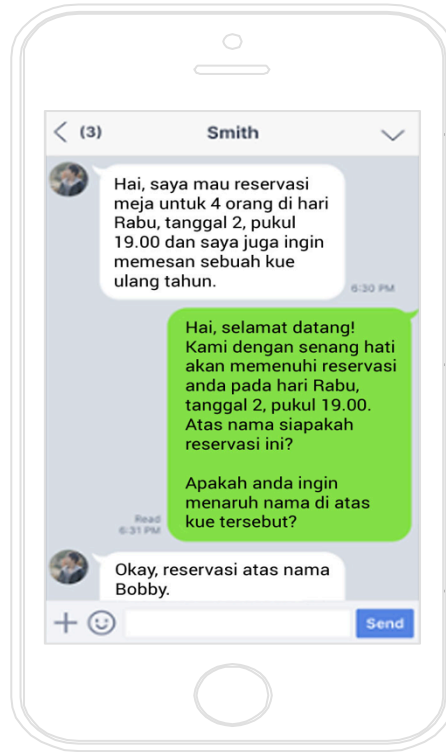 (3) Smith
Hai, saya mau reservasi
meja untuk 4 orang di hari
Rabu, tanggal 2, pukul
19.00 dan saya juga ingin
memesan sebuah kue
ulang tahun.
6:30 PM
Hai, selamat datang!
Kami dengan senang hati
akan memenuhi reservasi
anda pada hari Rabu,
tanggal 2, pukul 19.00.
Atas nama siapakah
reservasi ini?
Apakah anda ingin
menaruh nama di atas
kue tersebut?
Read
6:31 PM
Okay, reservasi atas nama
Bobby.
Send